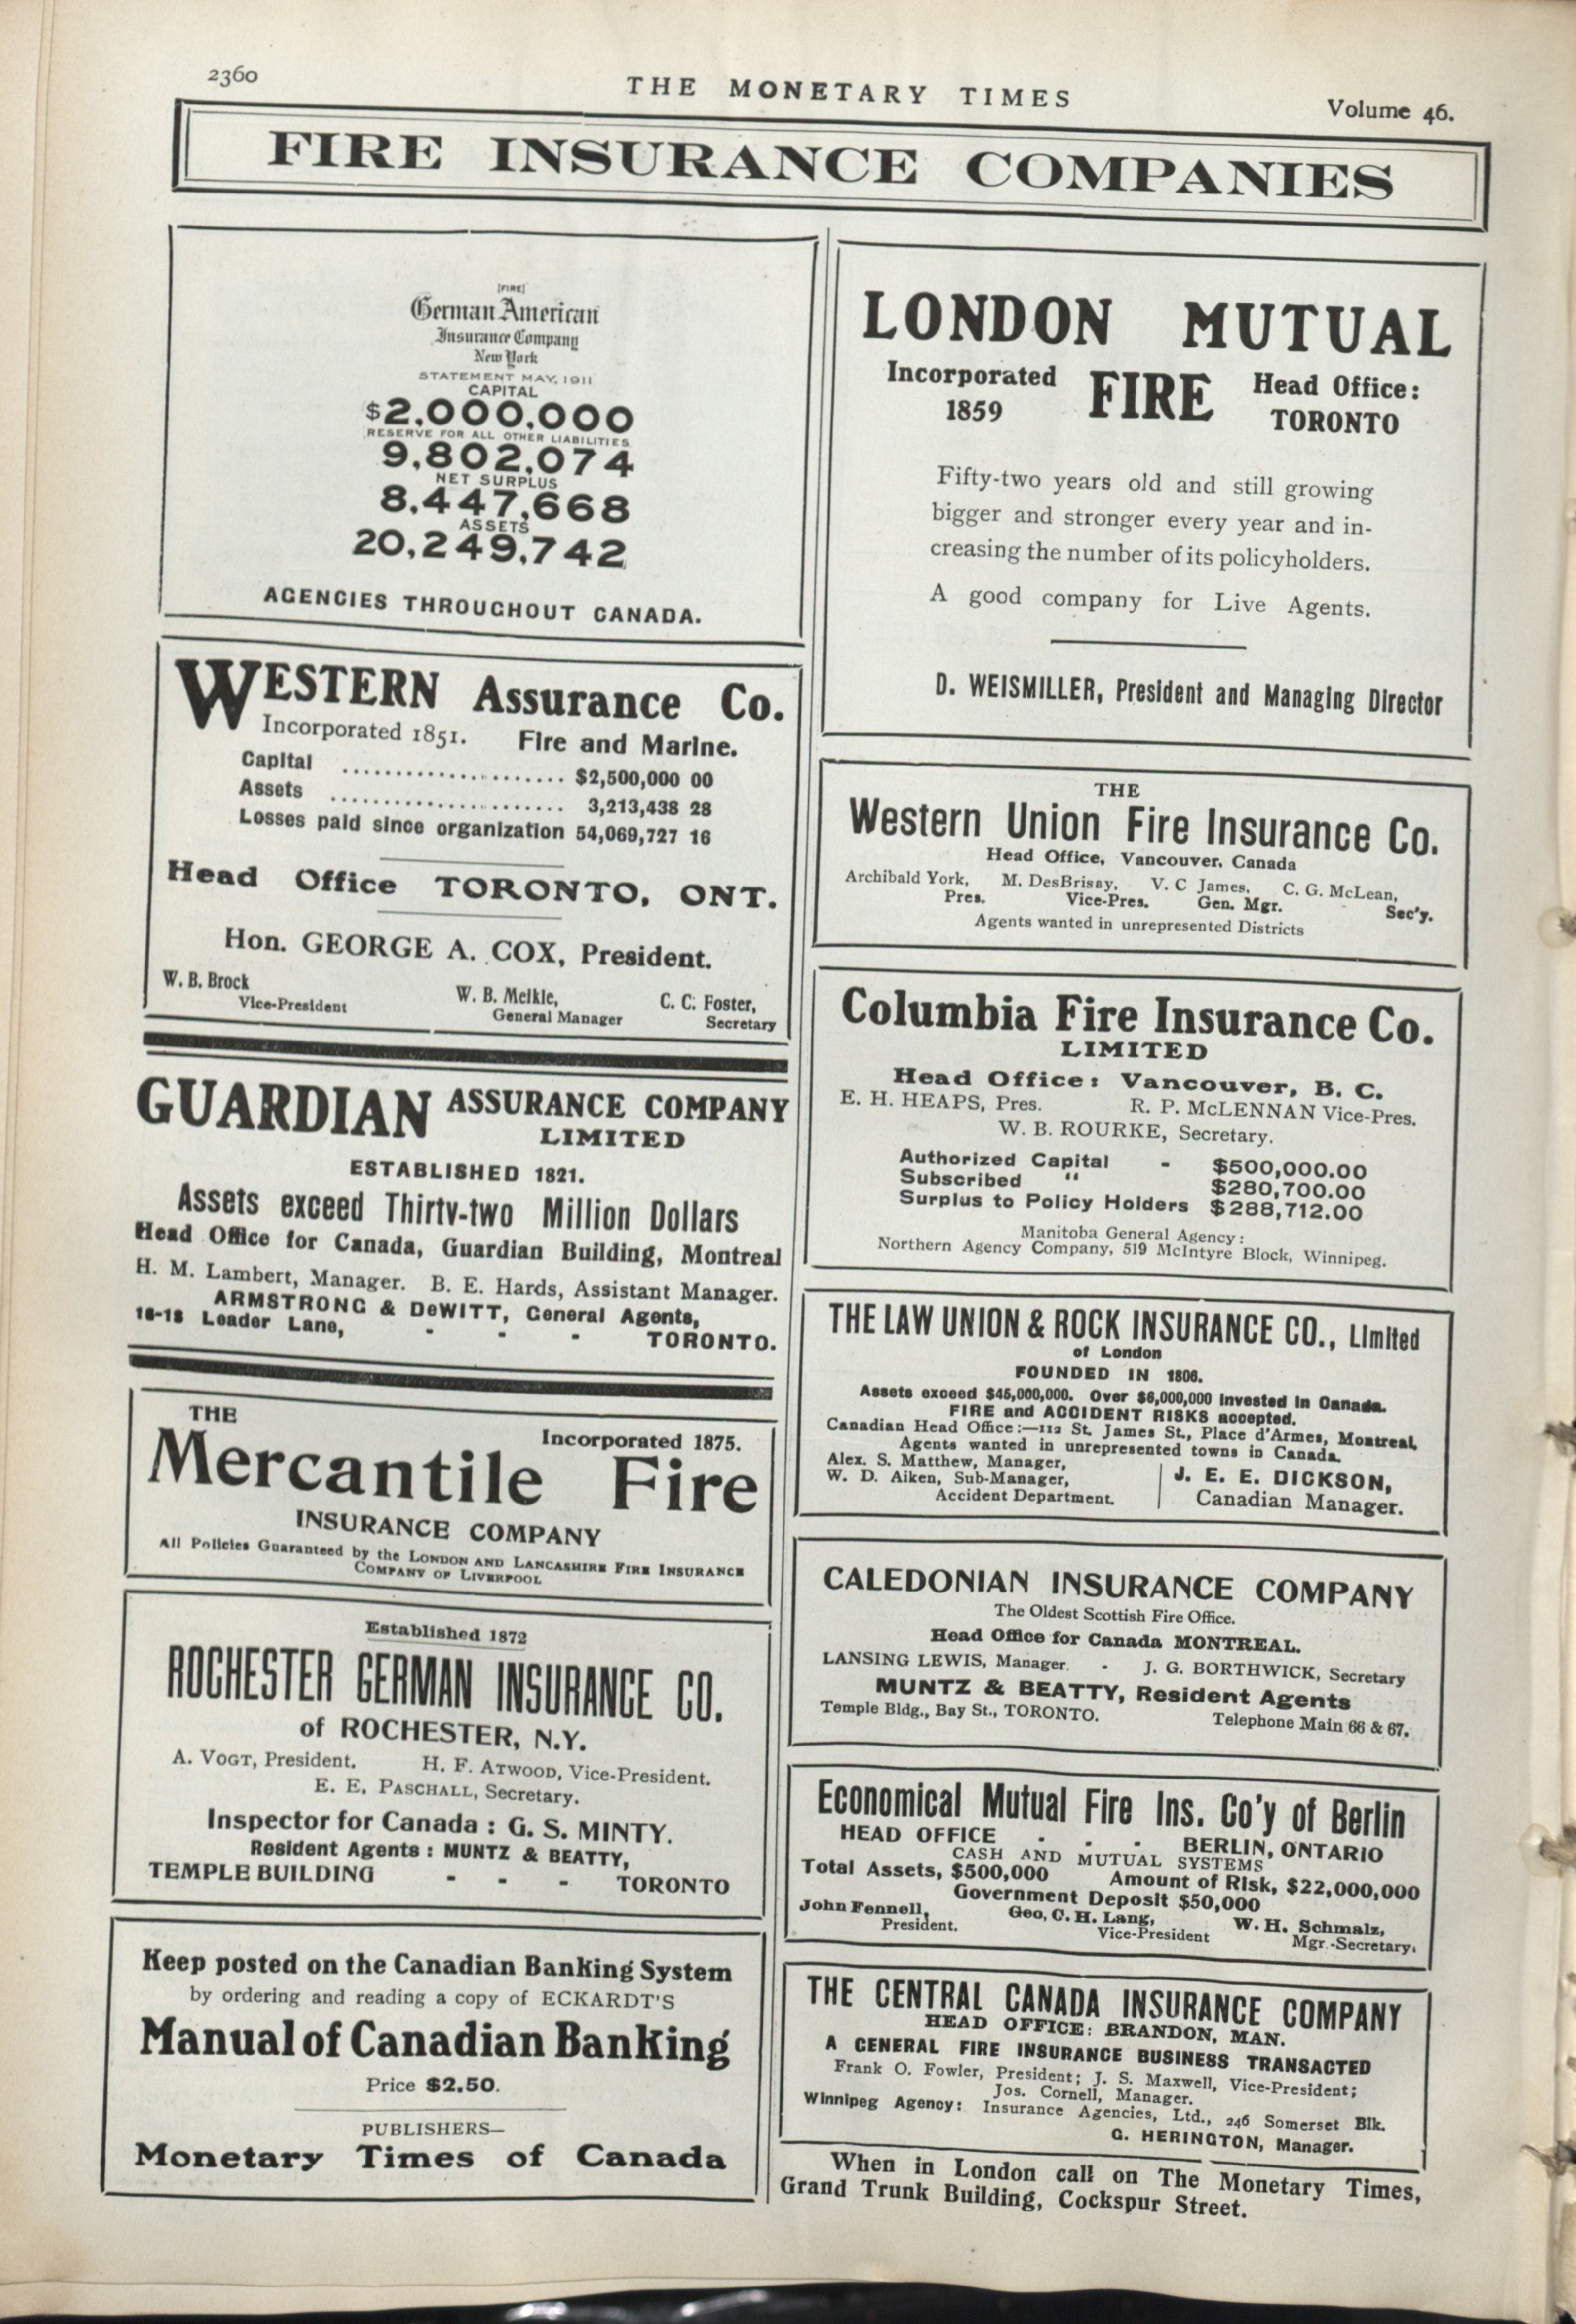 2360
THE MONETARY TIMES
Volume 46.
FIRE INSURANCE COMPANIES
[FIRE]
German American
Insurance Company
New York
STATEMENT MAY, 1911
CAPITAL
$2,000,000
RESERVE FOR ALL OTHER LIABILITIES
9,802,074
NET SURPLUS
8,447,668
ASSETS
20,249,742
AGENCIES THROUGHOUT CANADA.
WESTERN Assurance Co.
Incorporated 1851. Fire and Marine.
Capital ........................ $2,500,000 00
Assets ........................ 3,213,438 28
Losses paid since organization 54,069,727 16
Head Office TORONTO, ONT.
Hon. GEORGE A. COX, President.
W. B. Brock W. B. Meikle, C. C. Foster,
Vice-President General Manager Secretary
GUARDIAN ASSURANCE COMPANY
LIMITED
ESTABLISHED 1821.
Assets exceed Thirty-two Million Dollars
Head Office for Canada, Guardian Building, Montreal
H. M. Lambert, Manager. B. E. Hards, Assistant Manager.
ARMSTRONG & DeWITT, General Agents,
16-18 Leader Lane, - - - TORONTO.
THE
Incorporated 1875.
Mercantile Fire
INSURANCE COMPANY
All Policies Guaranteed by the LONDON AND LANCASHIRE FIRE INSURANCE
COMPANY OF LIVERPOOL
Established 1872
ROCHESTER GERMAN INSURANCE CO.
of ROCHESTER, N.Y.
A. VOGT, President. H. F. ATWOOD, Vice-President.
E. E. PASCHALL, Secretary.
Inspector for Canada : G. S. MINTY.
Resident Agents : MUNTZ & BEATTY,
TEMPLE BUILDING - - - TORONTO
Keep posted on the Canadian Banking System
by ordering and reading a copy of ECKARDT'S
Manual of Canadian Banking
Price $2.50.
PUBLISHERS—
Monetary Times of Canada
LONDON MUTUAL
Incorporated FIRE Head Office:
1859 TORONTO
Fifty-two years old and still growing
bigger and stronger every year and in-
creasing the number of its policyholders.
A good company for Live Agents.
D. WEISMILLER, President and Managing Director
THE
Western Union Fire Insurance Co.
Head Office, Vancouver, Canada
Archibald York, M. DesBrisay, V. C James, C. G. McLean,
Pres. Vice-Pres. Gen. Mgr. Sec'y.
Agents wanted in unrepresented Districts
Columbia Fire Insurance Co.
LIMITED
Head Office: Vancouver, B. C.
E. H. HEAPS, Pres. R. P. McLENNAN Vice-Pres.
W. B. ROURKE, Secretary.
Authorized Capital - $500,000.00
Subscribed " $280,700.00
Surplus to Policy Holders $288,712.00
Manitoba General Agency :
Northern Agency Company, 519 McIntyre Block, Winnipeg.
THE LAW UNION & ROCK INSURANCE CO., Limited
of London
FOUNDED IN 1806.
Assets exceed $45,000,000. Over $6,000,000 invested in Canada.
FIRE and ACCIDENT RISKS accepted.
Canadian Head Office :—112 St. James St., Place d'Armes, Montreal.
Agents wanted in unrepresented towns in Canada.
Alex. S. Matthew, Manager,
W. D. Aiken, Sub-Manager, J. E. E. DICKSON,
Accident Department. Canadian Manager.
CALEDONIAN INSURANCE COMPANY
The Oldest Scottish Fire Office.
Head Office for Canada MONTREAL.
LANSING LEWIS, Manager. - J. G. BORTHWICK, Secretary
MUNTZ & BEATTY, Resident Agents
Temple Bldg., Bay St., TORONTO. Telephone Main 66 & 67.
Economical Mutual Fire Ins. Co'y of Berlin
HEAD OFFICE - - - BERLIN, ONTARIO
CASH AND MUTUAL SYSTEMS
Total Assets, $500,000 Amount of Risk, $22,000,000
Government Deposit $50,000
John Fennell, Geo. C. H. Lang, W. H. Schmalz,
President. Vice-President Mgr.-Secretary.
THE CENTRAL CANADA INSURANCE COMPANY
HEAD OFFICE: BRANDON, MAN.
A GENERAL FIRE INSURANCE BUSINESS TRANSACTED
Frank O. Fowler, President; J. S. Maxwell, Vice-President;
Jos. Cornell, Manager.
Winnipeg Agency: Insurance Agencies, Ltd., 246 Somerset Blk.
G. HERINGTON, Manager.
When in London call on The Monetary Times,
Grand Trunk Building, Cockspur Street.